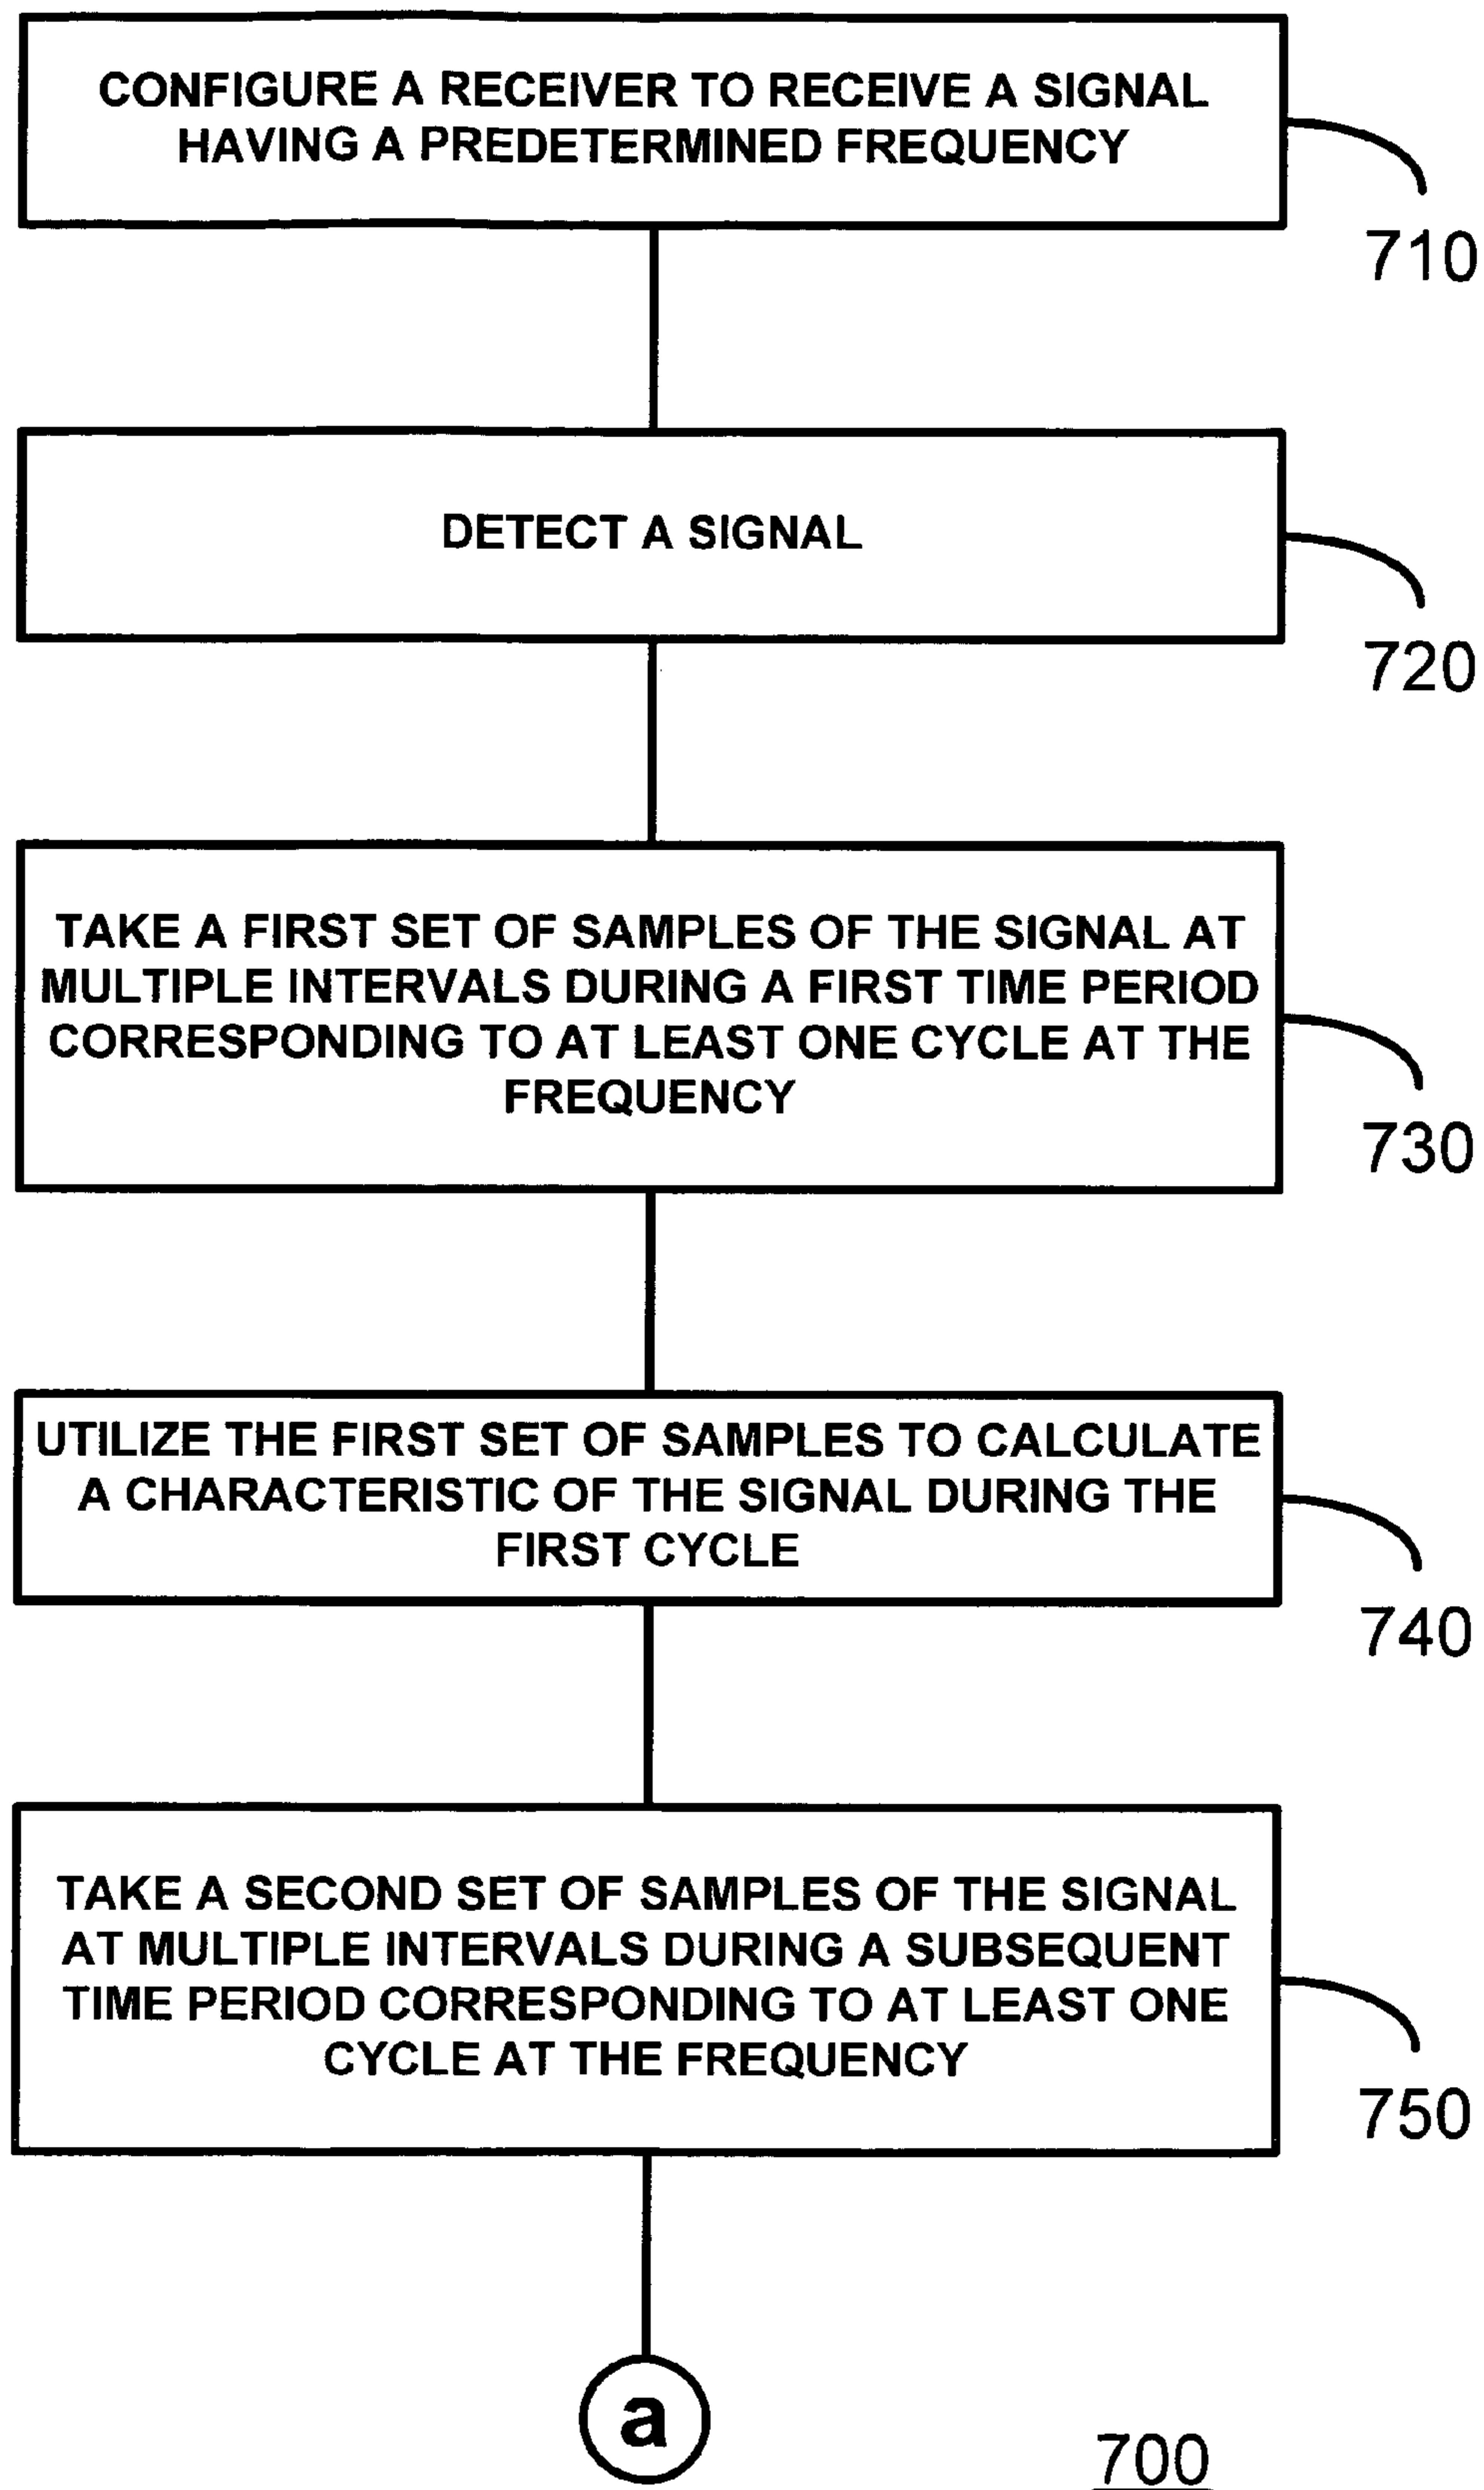 CONFIGURE A RECEIVER TO RECEIVE A SIGNAL
HAVING A PREDETERMINED FREQUENCY
710
DETECT A SIGNAL
720
TAKE A FIRST SET OF SAMPLES OF THE SIGNAL AT
MULTIPLE INTERVALS DURING A FIRST TIME PERIOD
CORRESPONDING TO AT LEAST ONE CYCLE AT THE
FREQUENCY
730
UTILIZE THE FIRST SET OF SAMPLES TO CALCULATE
A CHARACTERISTIC OF THE SIGNAL DURING THE
FIRST CYCLE
740
TAKE A SECOND SET OF SAMPLES OF THE SIGNAL
AT MULTIPLE INTERVALS DURING A SUBSEQUENT
TIME PERIOD CORRESPONDING TO AT LEAST ONE
CYCLE AT THE FREQUENCY
750
a
700